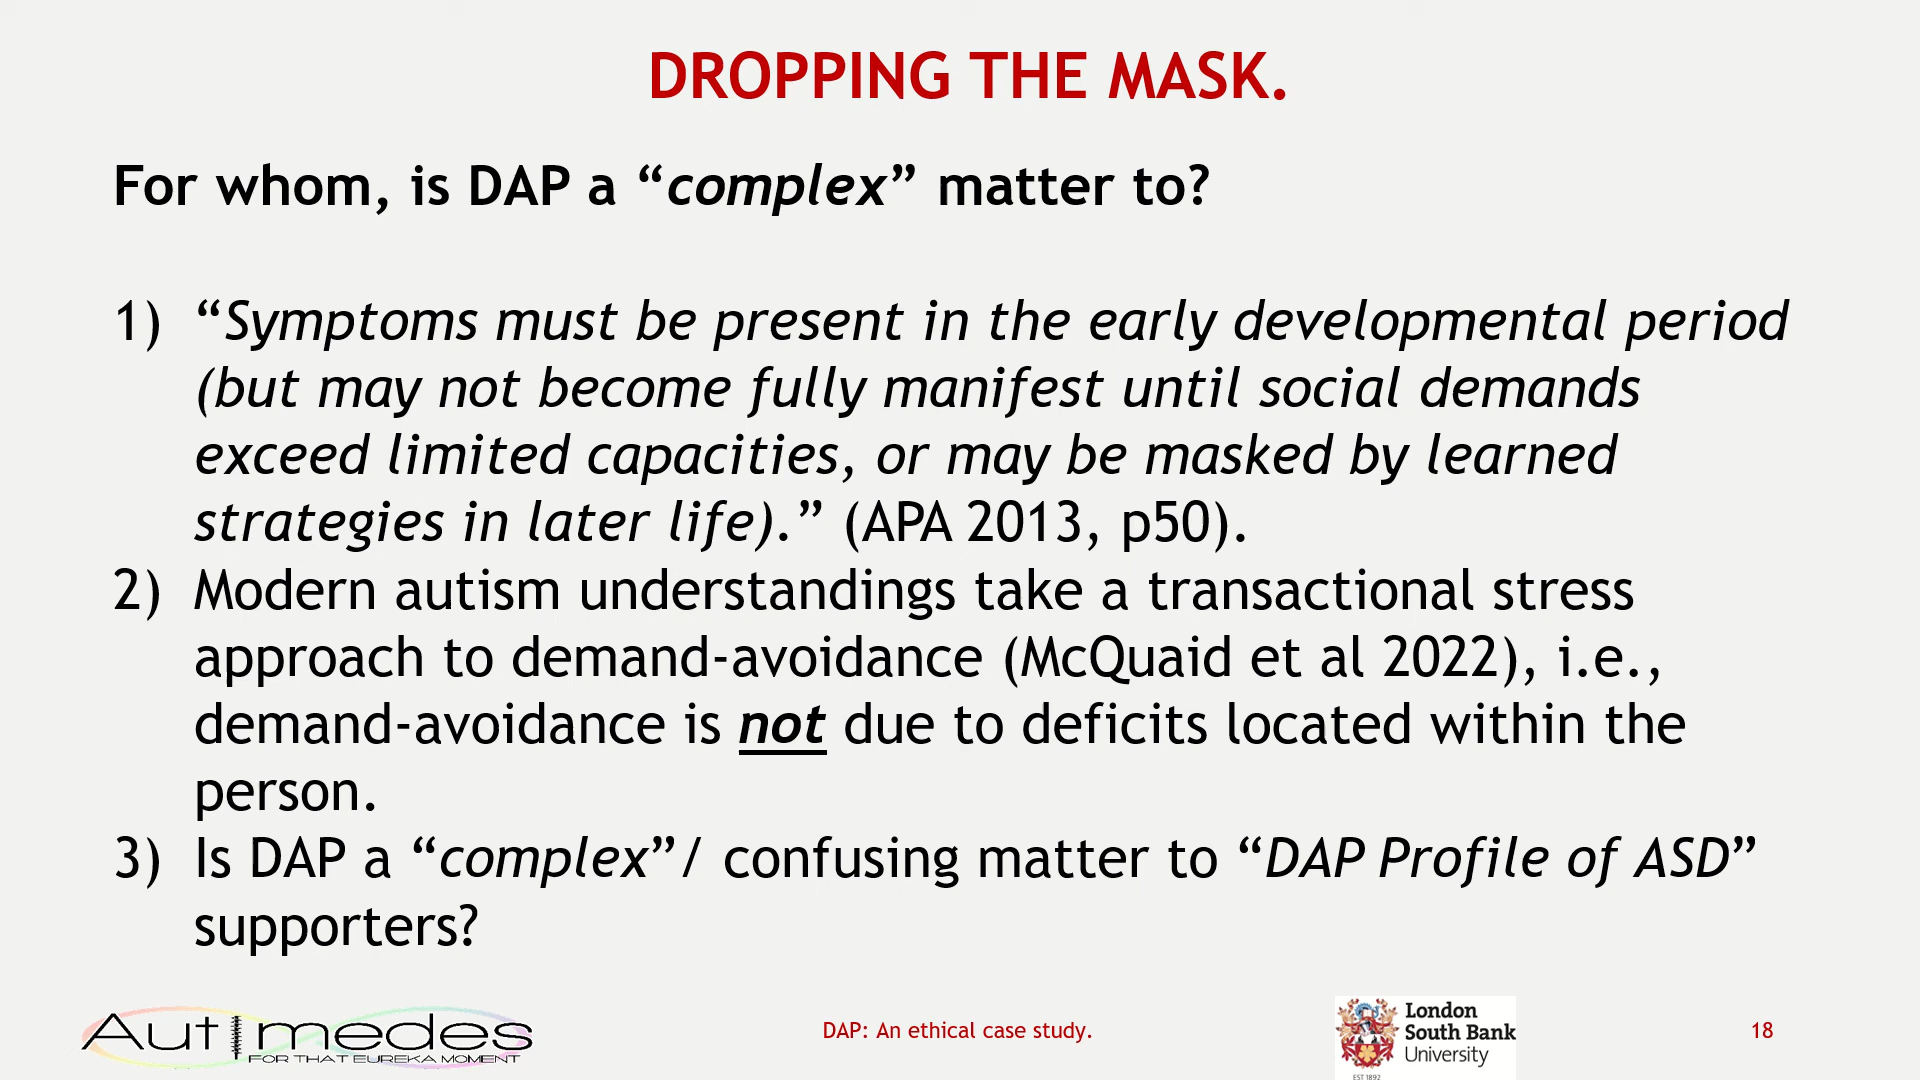 DROPPING THE MASK.
For whom, is DAP a “complex” matter to?
1) “Symptoms must be present in the early developmental period
(but may not become fully manifest until social demands
exceed limited capacities, or may be masked by learned
strategies in later life).” (APA 2013, p50).
2) Modern autism understandings take a transactional stress
approach to demand-avoidance (McQuaid et al 2022), i.e.,
demand-avoidance is not due to deficits located within the
person.
3) Is DAP a “complex”/ confusing matter to “DAP Profile of ASD”
supporters?
Autimedes
FOR THAT EUREKA MOMENT
DAP: An ethical case study.
London
South Bank
University
EST 1892
18